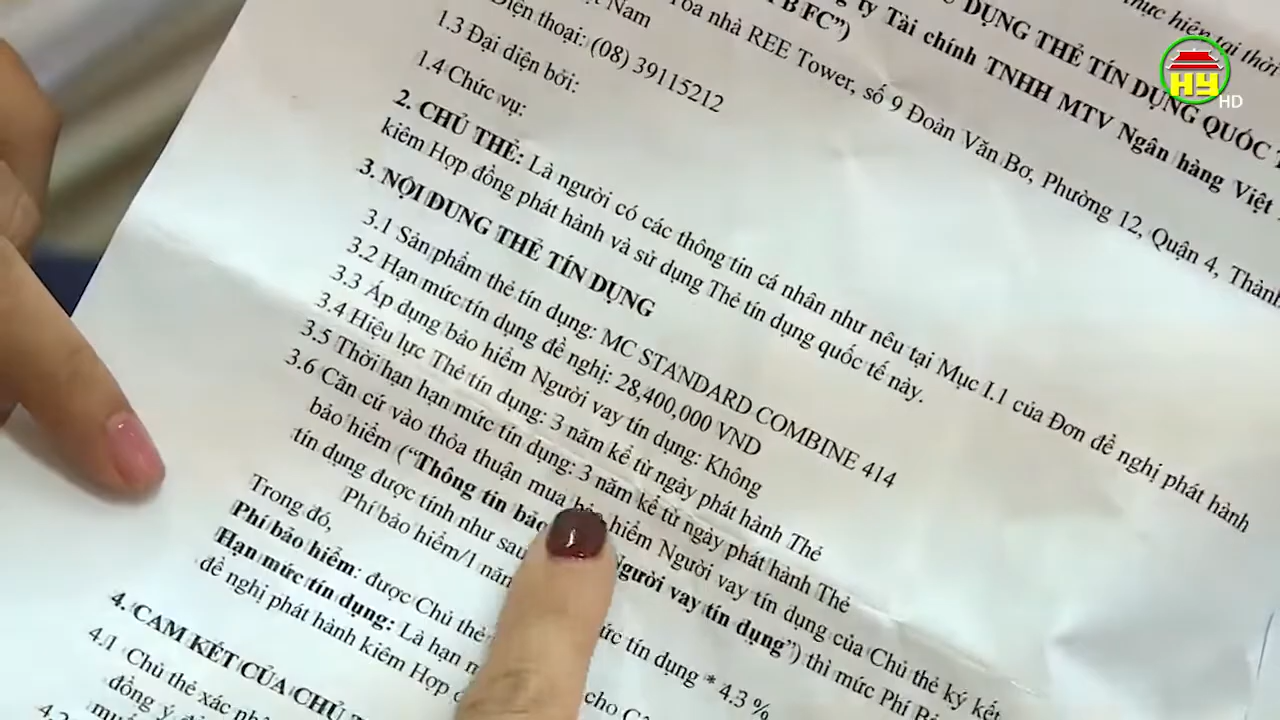 thực hiện tại thời
DỤNG THẺ TÍN DỤNG QUỐC
ty Tài chính TNHH MTV Ngân hàng Việt
FC”)
Tòa nhà REE Tower, số 9 Đoàn Văn Bơ, Phường 12, Quận 4, Thành
Nam
Điện thoại: (08) 39115212
1.3 Đại diện bởi:
1.4 Chức vụ:
2. CHỦ THẺ: Là người có các thông tin cá nhân như nêu tại Mục I.1 của Đơn đề nghị phát hành
kiêm Hợp đồng phát hành và sử dụng Thẻ tín dụng quốc tế này.
3. NỘI DUNG THẺ TÍN DỤNG
3.1 Sản phẩm thẻ tín dụng: MC STANDARD COMBINE 414
3.2 Hạn mức tín dụng đề nghị: 28,400,000 VND
3.3 Áp dụng bảo hiểm Người vay tín dụng: Không
3.4 Hiệu lực Thẻ tín dụng: 3 năm kể từ ngày phát hành Thẻ
3.5 Thời hạn hạn mức tín dụng: 3 năm kể từ ngày phát hành Thẻ
3.6 Căn cứ vào thỏa thuận mua hiểm Người vay tín dụng của Chủ thẻ ký kết
bảo hiểm (“Thông tin bảo Người vay tín dụng”) thì mức Phí
tín dụng được tính như sau
Phí bảo hiểm/1 năm tín dụng * 4.3 %
Trong đó,
Phí bảo hiểm: được Chủ thẻ cho
Hạn mức tín dụng: Là hạn
đề nghị phát hành kiêm Hợp
4. CAM KẾT CỦA CHỦ
4.1 Chủ thẻ xác
đồng ý
HY
HD